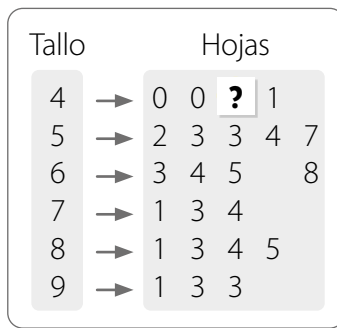 Tallo Hojas
4 → 0 0 ? 1
5 → 2 3 3 4 7
6 → 3 4 5 8
7 → 1 3 4
8 → 1 3 4 5
9 → 1 3 3